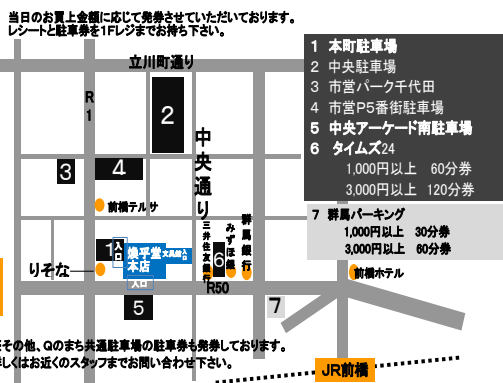 当日のお買上金額に応じて発券させていただいております。
レシートと駐車券を1Fレジまでお持ち下さい。
立川町通り
1 本町駐車場
2 中央駐車場
3 市営パーク千代田
4 市営P5番街駐車場
5 中央アーケード南駐車場
6 タイムズ24
1,000円以上 60分券
3,000円以上 120分券
7 群馬パーキング
1,000円以上 30分券
3,000円以上 60分券
R1
2
中央通り
3
4
前橋テルサ
群馬銀行
みずほ銀
三井住友銀行
1
入口
煥乎堂本店
入口
6
りそな
入口
R50
前橋ホテル
5
7
その他、Qのまち共通駐車場の駐車券も発券しております。
しくはお近くのスタッフまでお問い合わせ下さい。
JR前橋